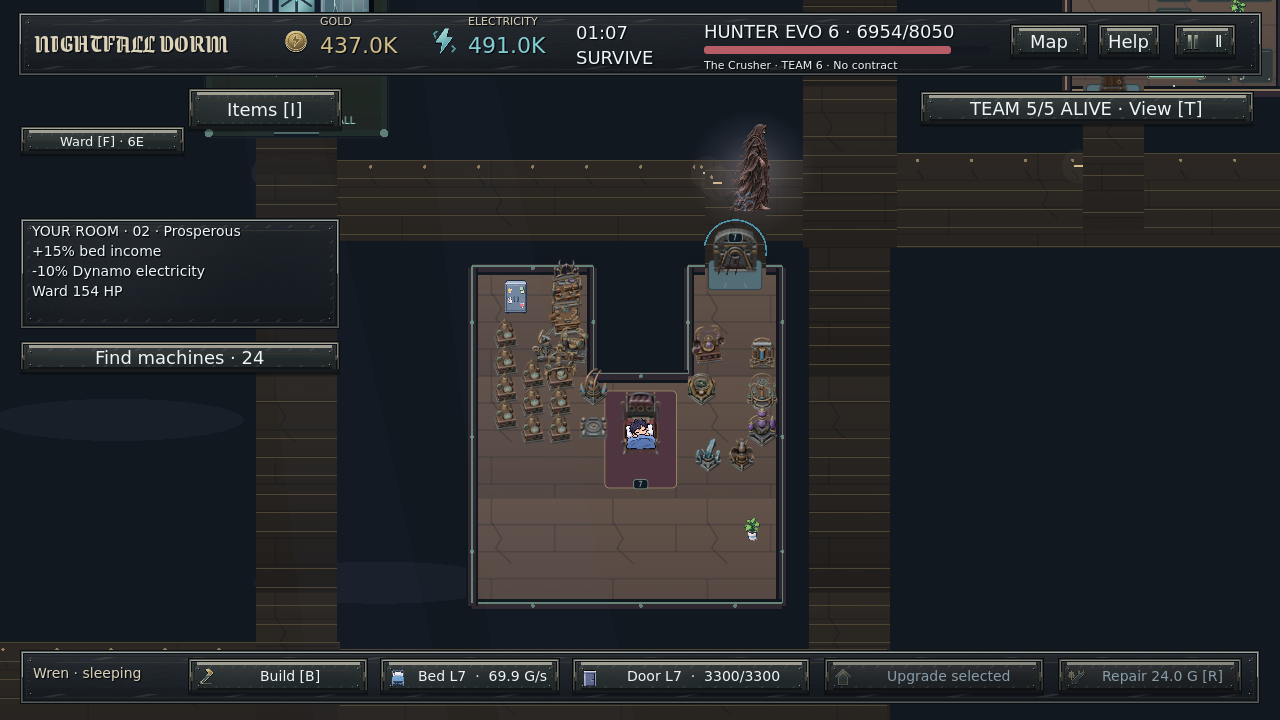 NIGHTFALL DORM
GOLD
437.0K
ELECTRICITY
491.0K
01:07
SURVIVE
HUNTER EVO 6 · 6954/8050
The Crusher · TEAM 6 · No contract
Map
Help
II
Items [I]
TEAM 5/5 ALIVE · View [T]
Ward [F] · 6E
YOUR ROOM · 02 · Prosperous
+15% bed income
-10% Dynamo electricity
Ward 154 HP
Find machines · 24
7
7
Wren · sleeping
Build [B]
Bed L7 · 69.9 G/s
Door L7 · 3300/3300
Upgrade selected
Repair 24.0 G [R]